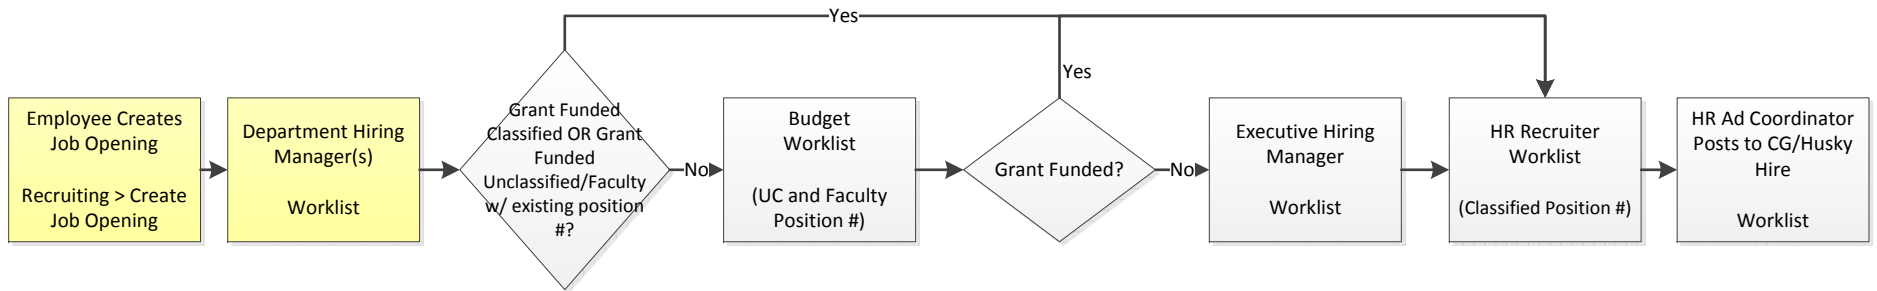 Yes
Employee Creates
Job Opening
Recruiting > Create
Job Opening
Department Hiring
Manager(s)
Worklist
Grant Funded
Classified OR Grant
Funded
Unclassified/Faculty
w/ existing position
#?
No
Budget
Worklist
(UC and Faculty
Position #)
Grant Funded?
Yes
No
Executive Hiring
Manager
Worklist
HR Recruiter
Worklist
(Classified Position #)
HR Ad Coordinator
Posts to CG/Husky
Hire
Worklist